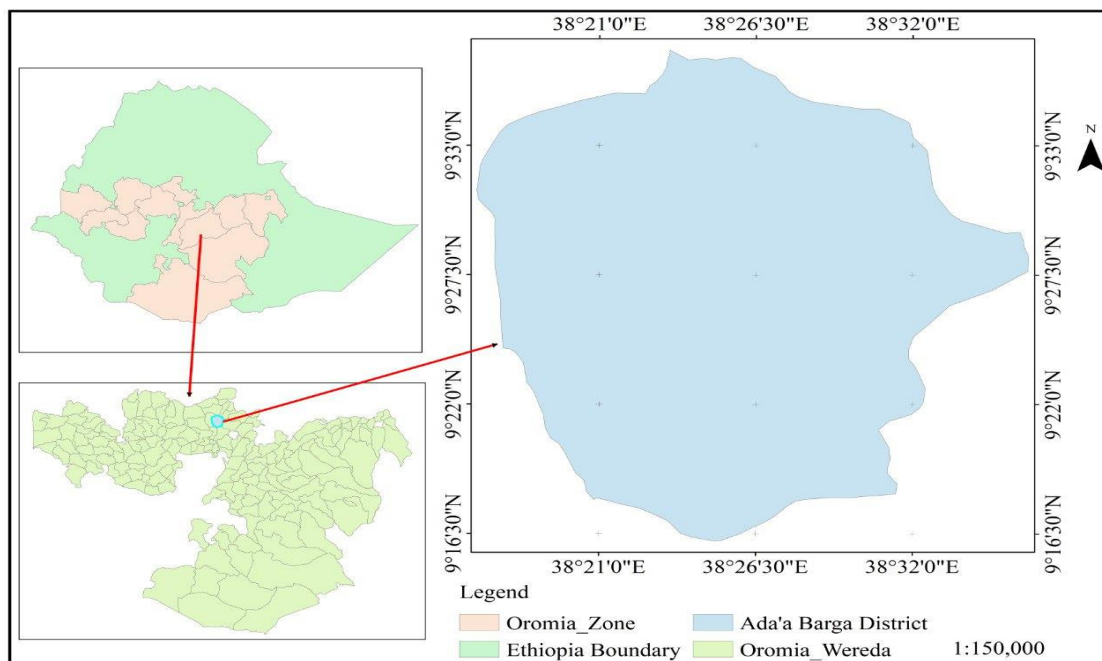 38°21'0"E 38°26'30"E 38°32'0"E
N
9°33'0"N 9°33'0"N
9°27'30"N 9°27'30"N
9°22'0"N 9°22'0"N
9°16'30"N 9°16'30"N
38°21'0"E 38°26'30"E 38°32'0"E
Legend
Oromia_Zone Ada'a Barga District
Ethiopia Boundary Oromia_Wereda 1:150,000